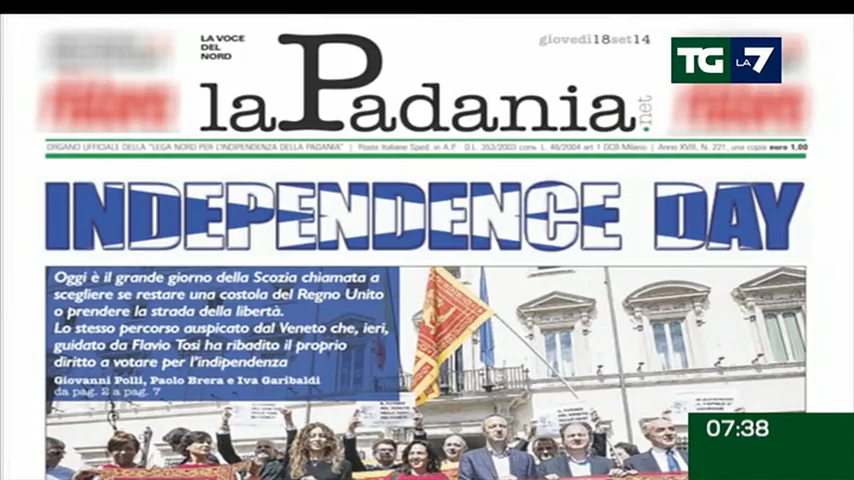 LA VOCE
DEL
NORD
giovedì18set14
TG LA7
laPadania.net
ORGANO UFFICIALE DELLA "LEGA NORD PER L'INDIPENDENZA DELLA PADANIA" | Poste Italiane Sped. in A.P. - D.L. 353/2003 conv. L. 46/2004 art 1 DCB Milano | Anno XVIII, N. 221, una copia euro 1,00
INDEPENDENCE DAY
Oggi è il grande giorno della Scozia chiamata a
scegliere se restare una costola del Regno Unito
o prendere la strada della libertà.
Lo stesso percorso auspicato dal Veneto che, ieri,
guidato da Flavio Tosi ha ribadito il proprio
diritto a votare per l'indipendenza
Giovanni Polli, Paolo Brera e Iva Garibaldi
da pag. 2 a pag. 7
07:38